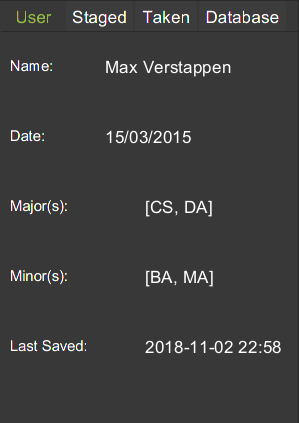 User Staged Taken Database
Name: Max Verstappen
Date: 15/03/2015
Major(s): [CS, DA]
Minor(s): [BA, MA]
Last Saved: 2018-11-02 22:58